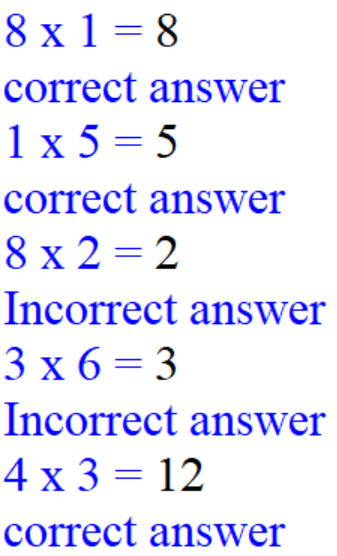 8 x 1 = 8
correct answer
1 x 5 = 5
correct answer
8 x 2 = 2
Incorrect answer
3 x 6 = 3
Incorrect answer
4 x 3 = 12
correct answer